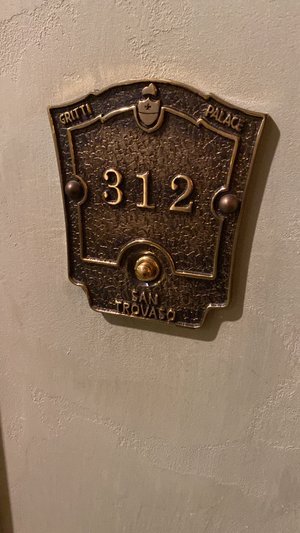 GRITTI PALACE
312
SAN
TROVASO